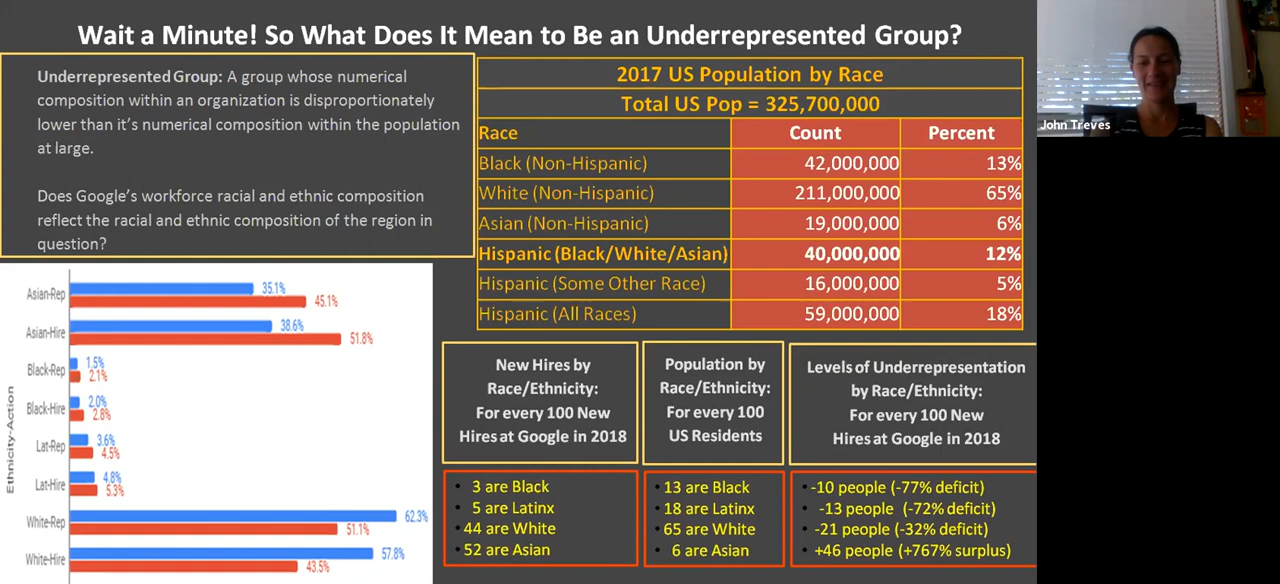 Wait a Minute! So What Does It Mean to Be an Underrepresented Group?
Underrepresented Group: A group whose numerical
composition within an organization is disproportionately
lower than it's numerical composition within the population
at large.
Does Google's workforce racial and ethnic composition
reflect the racial and ethnic composition of the region in
question?
2017 US Population by Race
Total US Pop = 325,700,000
Race Count Percent
Black (Non-Hispanic) 42,000,000 13%
White (Non-Hispanic) 211,000,000 65%
Asian (Non-Hispanic) 19,000,000 6%
Hispanic (Black/White/Asian) 40,000,000 12%
Hispanic (Some Other Race) 16,000,000 5%
Hispanic (All Races) 59,000,000 18%
John Treves
Ethnicity-Action
Asian-Rep 35.1%
45.1%
Asian-Hire 38.6%
51.8%
Black-Rep 1.5%
2.1%
Black-Hire 2.0%
2.8%
Lat-Rep 3.6%
4.5%
Lat-Hire 4.8%
5.3%
White-Rep 62.3%
51.1%
White-Hire 57.8%
43.5%
New Hires by
Race/Ethnicity:
For every 100 New
Hires at Google in 2018
• 3 are Black
• 5 are Latinx
• 44 are White
• 52 are Asian
Population by
Race/Ethnicity:
For every 100
US Residents
• 13 are Black
• 18 are Latinx
• 65 are White
• 6 are Asian
Levels of Underrepresentation
by Race/Ethnicity:
For every 100 New
Hires at Google in 2018
• -10 people (-77% deficit)
• -13 people (-72% deficit)
• -21 people (-32% deficit)
• +46 people (+767% surplus)